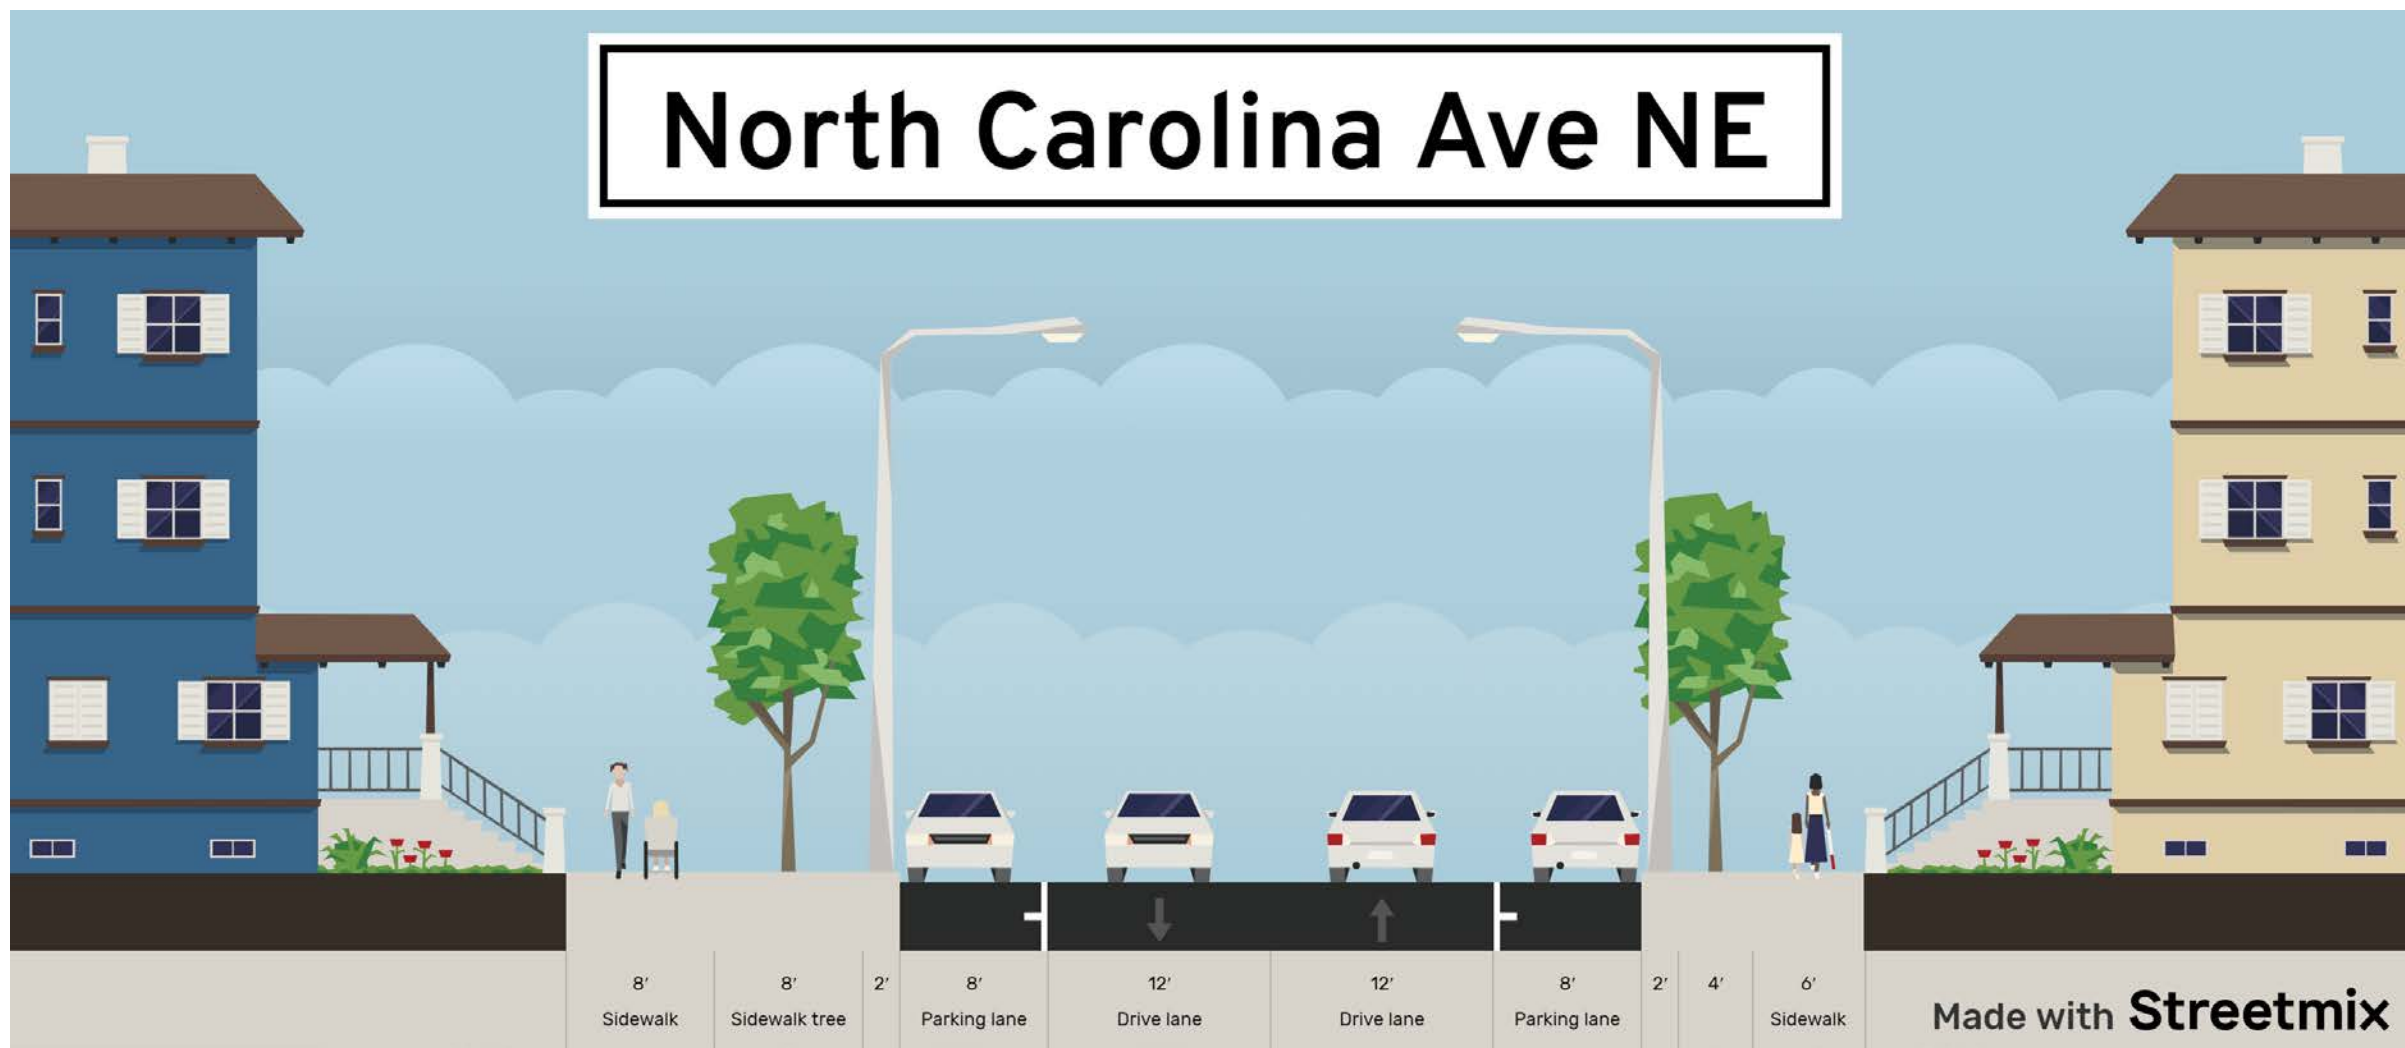 North Carolina Ave NE
8′ 8′ 2′ 8′ 12′ 12′ 8′ 2′ 4′ 6′
Sidewalk Sidewalk tree Parking lane Drive lane Drive lane Parking lane Sidewalk
Made with Streetmix